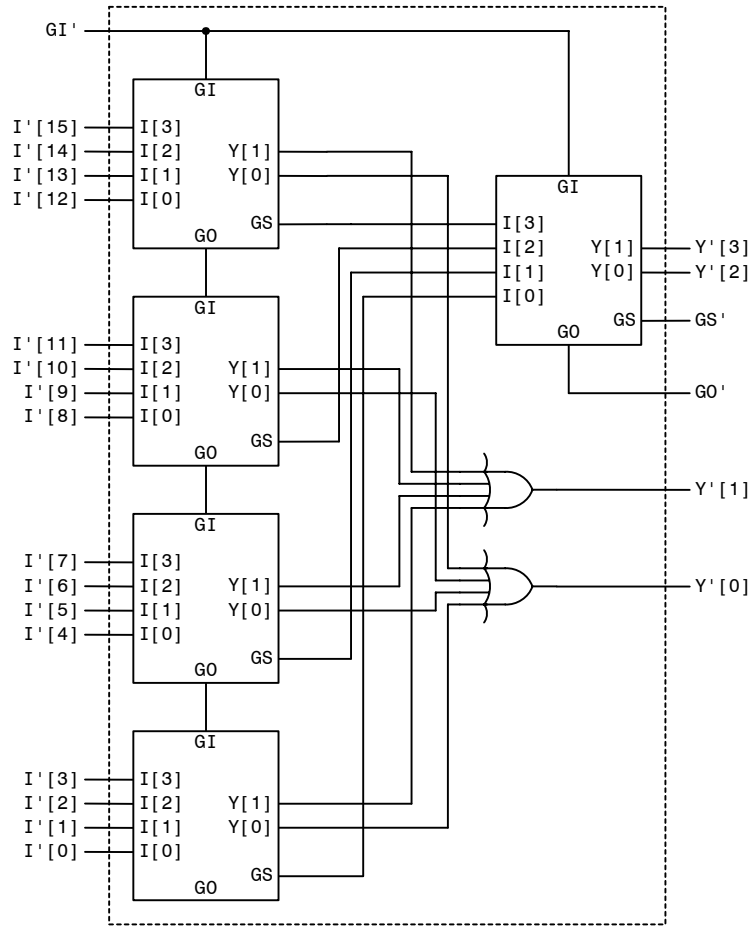 GI'
GI
I'[15] I[3]
I'[14] I[2] Y[1]
I'[13] I[1] Y[0]
I'[12] I[0]
GS
GO
GI
I[3]
I[2] Y[1] Y'[3]
I[1] Y[0] Y'[2]
I[0]
GS GS'
GO
GO'
GI
I'[11] I[3]
I'[10] I[2] Y[1]
I'[9] I[1] Y[0]
I'[8] I[0]
GS
GO
Y'[1]
GI
I'[7] I[3]
I'[6] I[2] Y[1]
I'[5] I[1] Y[0]
I'[4] I[0]
GS
GO
Y'[0]
GI
I'[3] I[3]
I'[2] I[2] Y[1]
I'[1] I[1] Y[0]
I'[0] I[0]
GS
GO